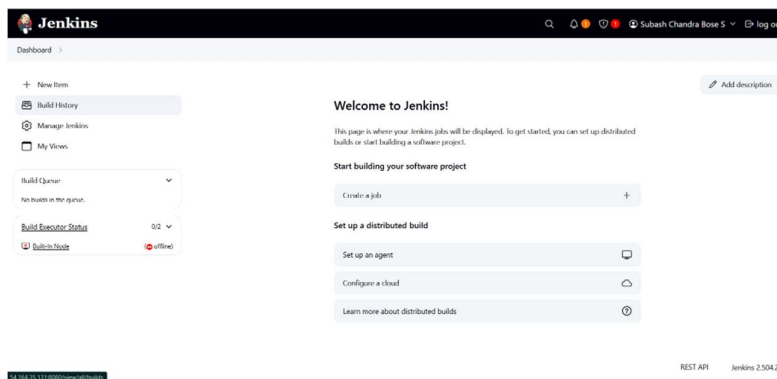 Jenkins
1
1
Subash Chandra Bose S
log ou
Dashboard >
+ New Item
Build History
Manage Jenkins
My Views
Build Queue
No builds in the queue.
Build Executor Status 0/2
Built-In Node (offline)
Add description
Welcome to Jenkins!
This page is where your Jenkins jobs will be displayed. To get started, you can set up distributed
builds or start building a software project.
Start building your software project
Create a job +
Set up a distributed build
Set up an agent
Configure a cloud
Learn more about distributed builds
REST API Jenkins 2.504.2